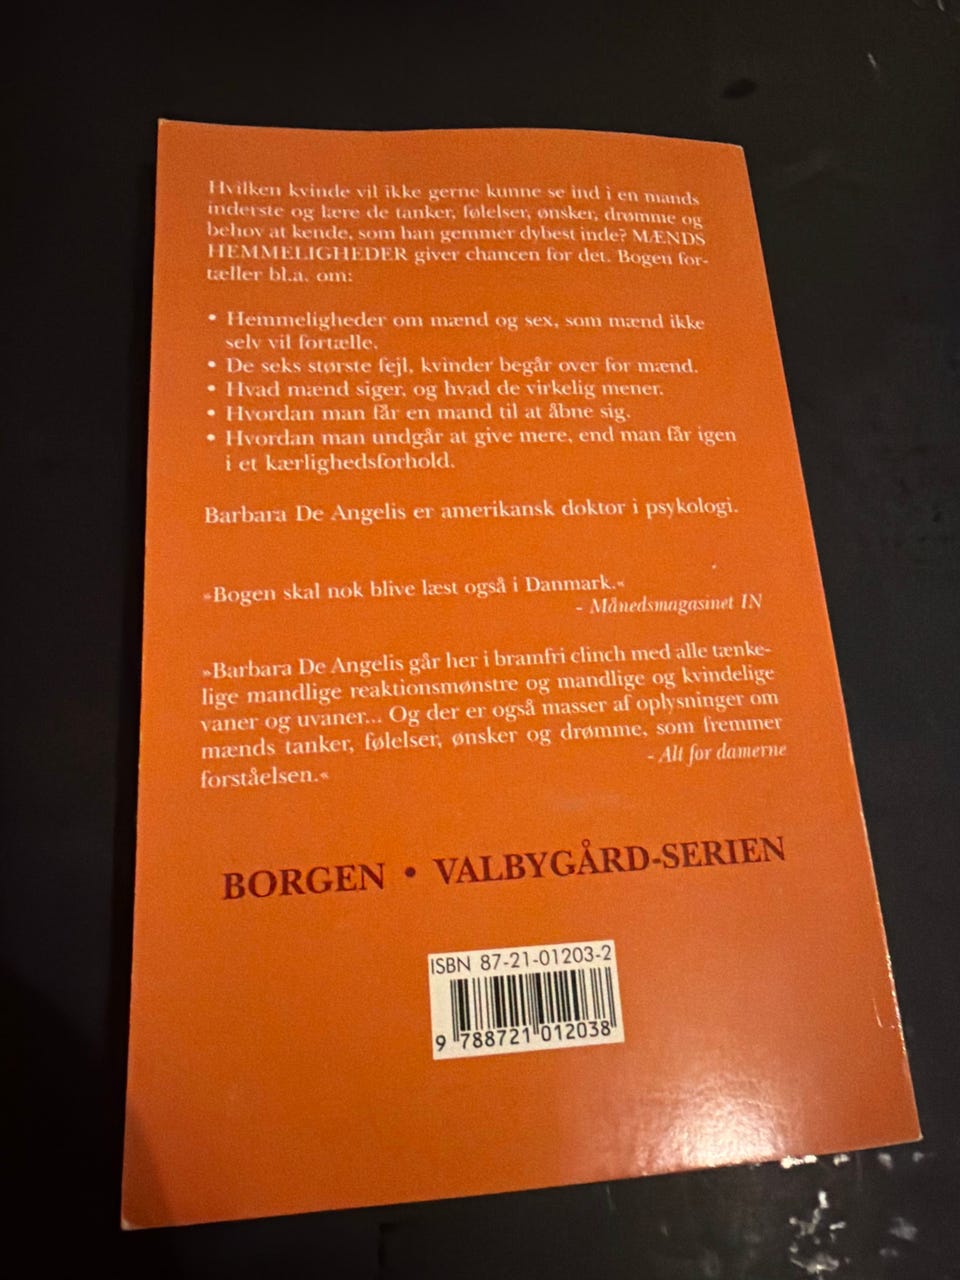 Hvilken kvinde vil ikke gerne kunne se ind i en mands
inderste og lære de tanker, følelser, ønsker, drømme og
behov at kende, som han gemmer dybest inde? MÆNDS
HEMMELIGHEDER giver chancen for det. Bogen for-
tæller bl.a. om:
• Hemmeligheder om mænd og sex, som mænd ikke
selv vil fortælle.
• De seks største fejl, kvinder begår over for mænd.
• Hvad mænd siger, og hvad de virkelig mener.
• Hvordan man får en mand til at åbne sig.
• Hvordan man undgår at give mere, end man får igen
i et kærlighedsforhold.
Barbara De Angelis er amerikansk doktor i psykologi.
»Bogen skal nok blive læst også i Danmark.«
- Månedsmagasinet IN
»Barbara De Angelis går her i bramfri clinch med alle tænke-
lige mandlige reaktionsmønstre og mandlige og kvindelige
vaner og uvaner... Og der er også masser af oplysninger om
mænds tanker, følelser, ønsker og drømme, som fremmer
forståelsen.«
- Alt for damerne
BORGEN • VALBYGÅRD-SERIEN
ISBN 87-21-01203-2
9 788721 012038